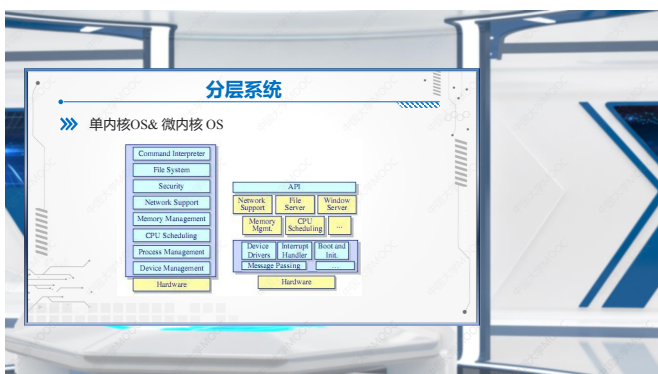 分层系统
单内核OS& 微内核 OS
Command Interpreter
File System
Security
Network Support
Memory Management
CPU Scheduling
Process Management
Device Management
Hardware
API
Network Support
File Server
Window Server
Memory Mgmt.
CPU Scheduling
...
Device Drivers
Interrupt Handler
Boot and Init.
Message Passing
...
Hardware